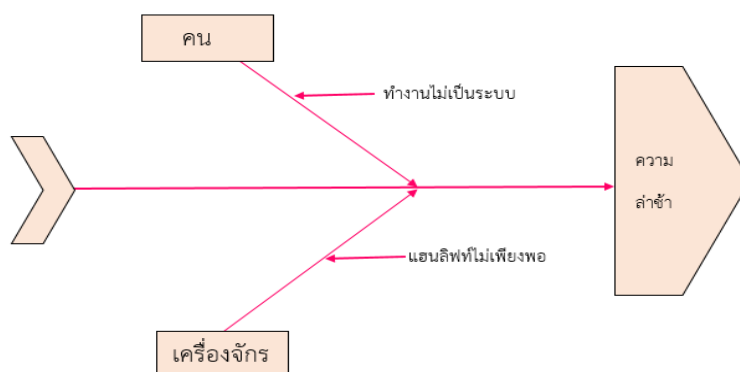 คน
ทำงานไม่เป็นระบบ
ความ
ล่าช้า
แฮนลิฟท์ไม่เพียงพอ
เครื่องจักร